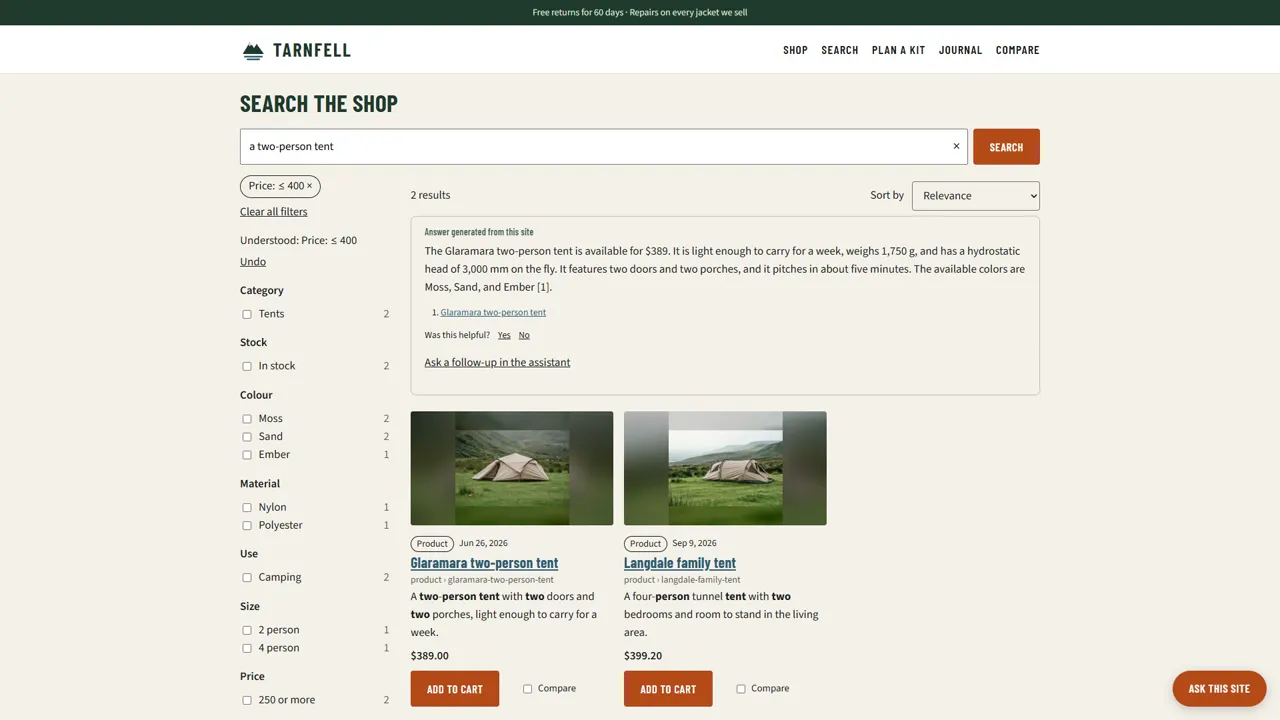 Free returns for 60 days · Repairs on every jacket we sell
TARNFELL
SHOP SEARCH PLAN A KIT JOURNAL COMPARE
SEARCH THE SHOP
a two-person tent ×
SEARCH
Price: ≤ 400 ×
Clear all filters
Understood: Price: ≤ 400
Undo
Category
Tents 2
Stock
In stock 2
Colour
Moss 2
Sand 2
Ember 1
Material
Nylon 1
Polyester 1
Use
Camping 2
Size
2 person 1
4 person 1
Price
250 or more 2
2 results
Sort by Relevance
Answer generated from this site
The Glaramara two-person tent is available for $389. It is light enough to carry for a week, weighs 1,750 g, and has a hydrostatic
head of 3,000 mm on the fly. It features two doors and two porches, and it pitches in about five minutes. The available colors are
Moss, Sand, and Ember [1].
1. Glaramara two-person tent
Was this helpful? Yes No
Ask a follow-up in the assistant
Product Jun 26, 2026
Glaramara two-person tent
product › glaramara-two-person-tent
A two-person tent with two doors and
two porches, light enough to carry for a
week.
$389.00
ADD TO CART Compare
Product Sep 9, 2026
Langdale family tent
product › langdale-family-tent
A four-person tunnel tent with two
bedrooms and room to stand in the living
area.
$399.20
ADD TO CART Compare
ASK THIS SITE